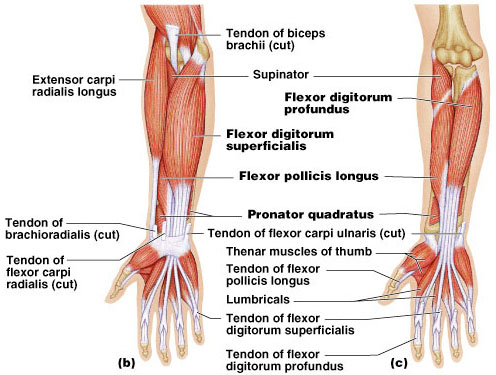 Tendon of biceps
brachii (cut)
Extensor carpi
radialis longus
Supinator
Flexor digitorum
profundus
Flexor digitorum
superficialis
Flexor pollicis longus
Pronator quadratus
Tendon of
brachioradialis (cut)
Tendon of flexor carpi ulnaris (cut)
Thenar muscles of thumb
Tendon of
flexor carpi
radialis (cut)
Tendon of flexor
pollicis longus
Lumbricals
Tendon of flexor
digitorum superficialis
Tendon of flexor
digitorum profundus
(b)
(c)